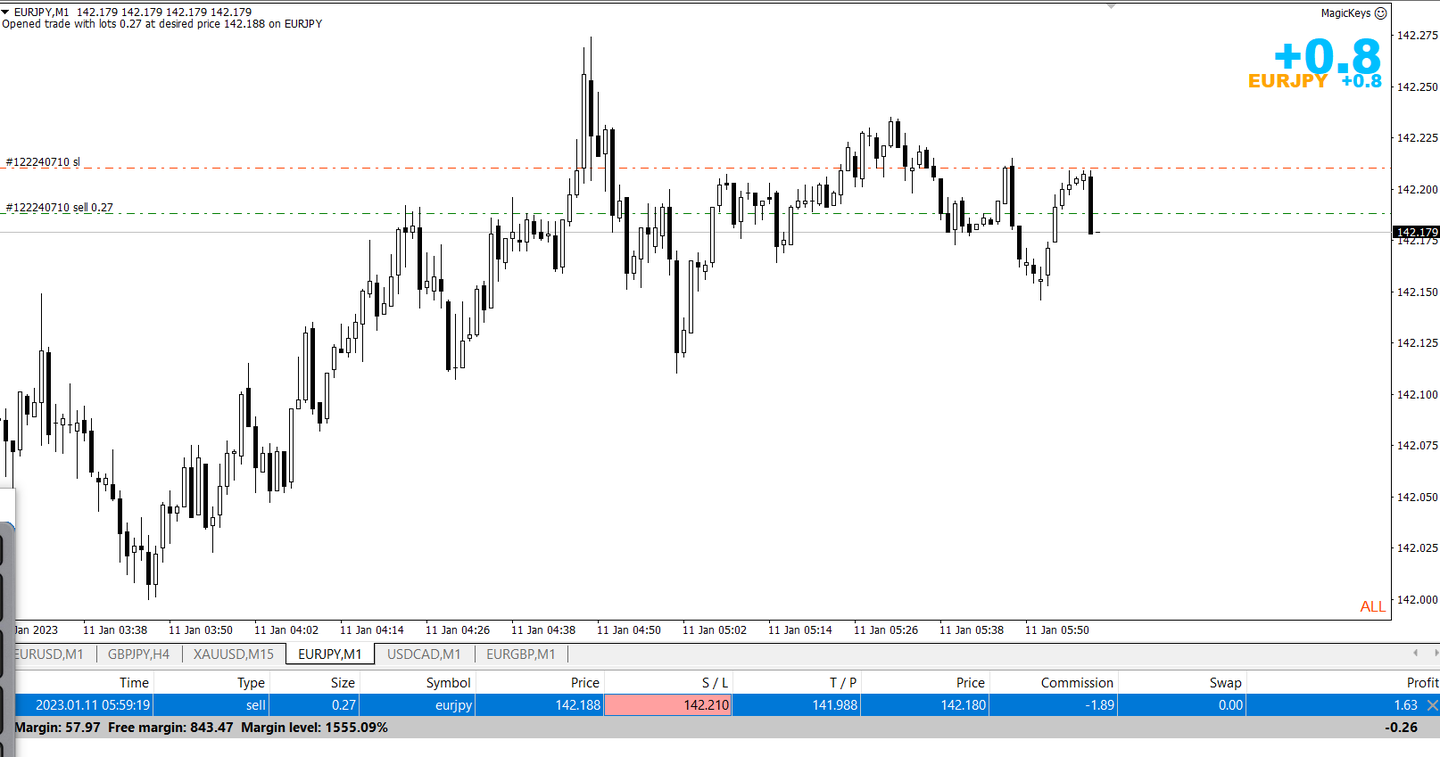 EURJPY,M1 142.179 142.179 142.179 142.179
Opened trade with lots 0.27 at desired price 142.188 on EURJPY
MagicKeys
+0.8
EURJPY +0.8
142.275
142.250
142.225
#122240710 sl
142.200
#122240710 sell 0.27
142.179
142.175
142.150
142.125
142.100
142.075
142.050
142.025
142.000
ALL
Jan 2023 11 Jan 03:38 11 Jan 03:50 11 Jan 04:02 11 Jan 04:14 11 Jan 04:26 11 Jan 04:38 11 Jan 04:50 11 Jan 05:02 11 Jan 05:14 11 Jan 05:26 11 Jan 05:38 11 Jan 05:50
EURUSD,M1 GBPJPY,H4 XAUUSD,M15 EURJPY,M1 USDCAD,M1 EURGBP,M1
Time Type Size Symbol Price S / L T / P Price Commission Swap Profit
2023.01.11 05:59:19 sell 0.27 eurjpy 142.188 142.210 141.988 142.180 -1.89 0.00 1.63
Margin: 57.97 Free margin: 843.47 Margin level: 1555.09% -0.26